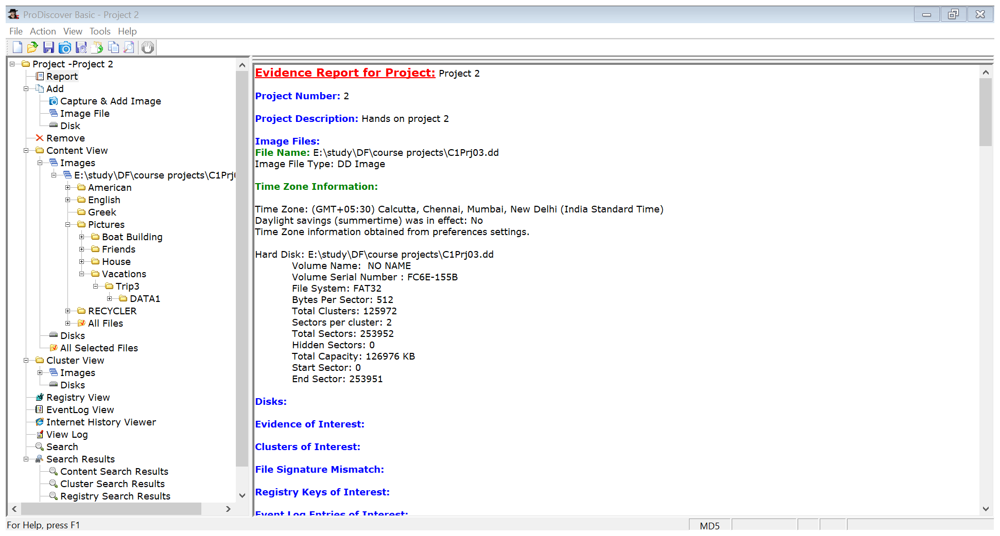 ProDiscover Basic - Project 2
File Action View Tools Help
Project -Project 2
Report
Add
Capture & Add Image
Image File
Disk
Remove
Content View
Images
E:\study\DF\course projects\C1Prj
American
English
Greek
Pictures
Boat Building
Friends
House
Vacations
Trip3
DATA1
RECYCLER
All Files
Disks
All Selected Files
Cluster View
Images
Disks
Registry View
EventLog View
Internet History Viewer
View Log
Search
Search Results
Content Search Results
Cluster Search Results
Registry Search Results
Evidence Report for Project: Project 2
Project Number: 2
Project Description: Hands on project 2
Image Files:
File Name: E:\study\DF\course projects\C1Prj03.dd
Image File Type: DD Image
Time Zone Information:
Time Zone: (GMT+05:30) Calcutta, Chennai, Mumbai, New Delhi (India Standard Time)
Daylight savings (summertime) was in effect: No
Time Zone information obtained from preferences settings.
Hard Disk: E:\study\DF\course projects\C1Prj03.dd
Volume Name: NO NAME
Volume Serial Number : FC6E-155B
File System: FAT32
Bytes Per Sector: 512
Total Clusters: 125972
Sectors per cluster: 2
Total Sectors: 253952
Hidden Sectors: 0
Total Capacity: 126976 KB
Start Sector: 0
End Sector: 253951
Disks:
Evidence of Interest:
Clusters of Interest:
File Signature Mismatch:
Registry Keys of Interest:
Event Log Entries of Interest:
For Help, press F1
MD5